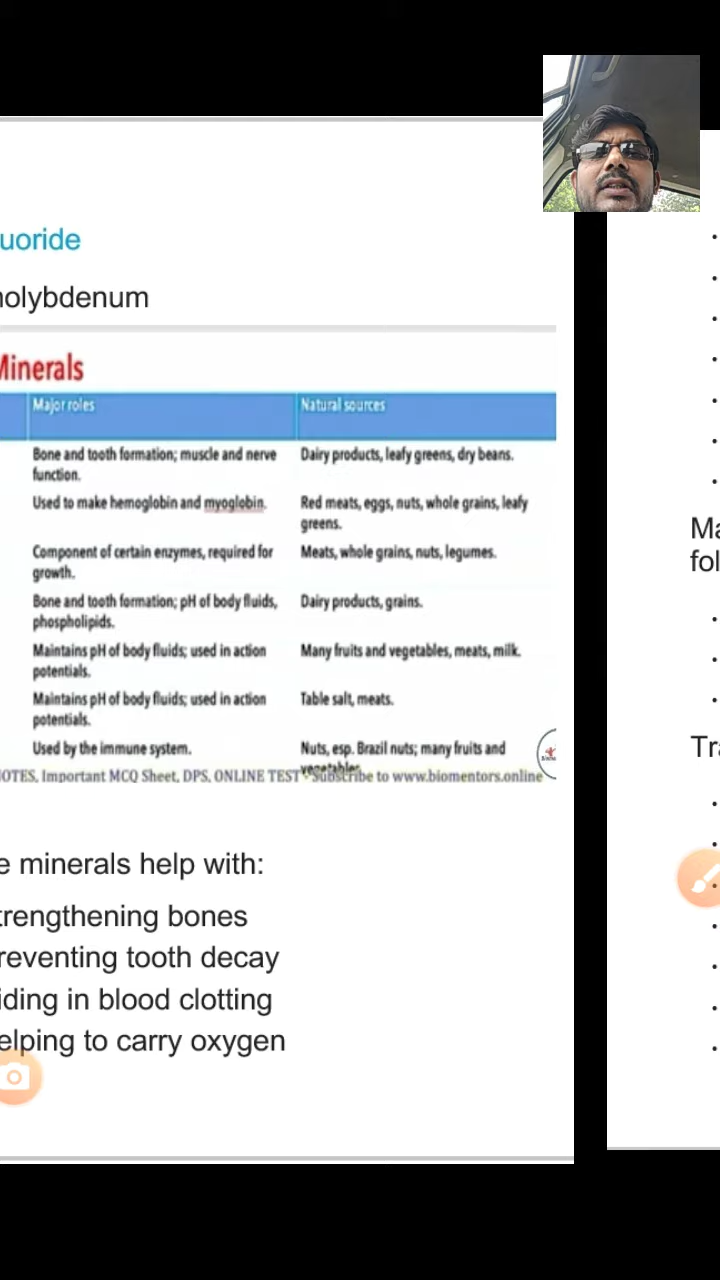 uoride
olybdenum
Minerals
Major roles
Natural sources
Bone and tooth formation; muscle and nerve
function.
Dairy products, leafy greens, dry beans.
Used to make hemoglobin and myoglobin.
Red meats, eggs, nuts, whole grains, leafy
greens.
Component of certain enzymes, required for
growth.
Meats, whole grains, nuts, legumes.
Bone and tooth formation; pH of body fluids,
phospholipids.
Dairy products, grains.
Maintains pH of body fluids; used in action
potentials.
Many fruits and vegetables, meats, milk.
Maintains pH of body fluids; used in action
potentials.
Table salt, meats.
Used by the immune system.
Nuts, esp. Brazil nuts; many fruits and
vegetables
OTES, Important MCQ Sheet, DPS, ONLINE TEST - Subscribe to www.biomentors.online
e minerals help with:
trengthening bones
reventing tooth decay
iding in blood clotting
elping to carry oxygen
Ma
fol
Tra